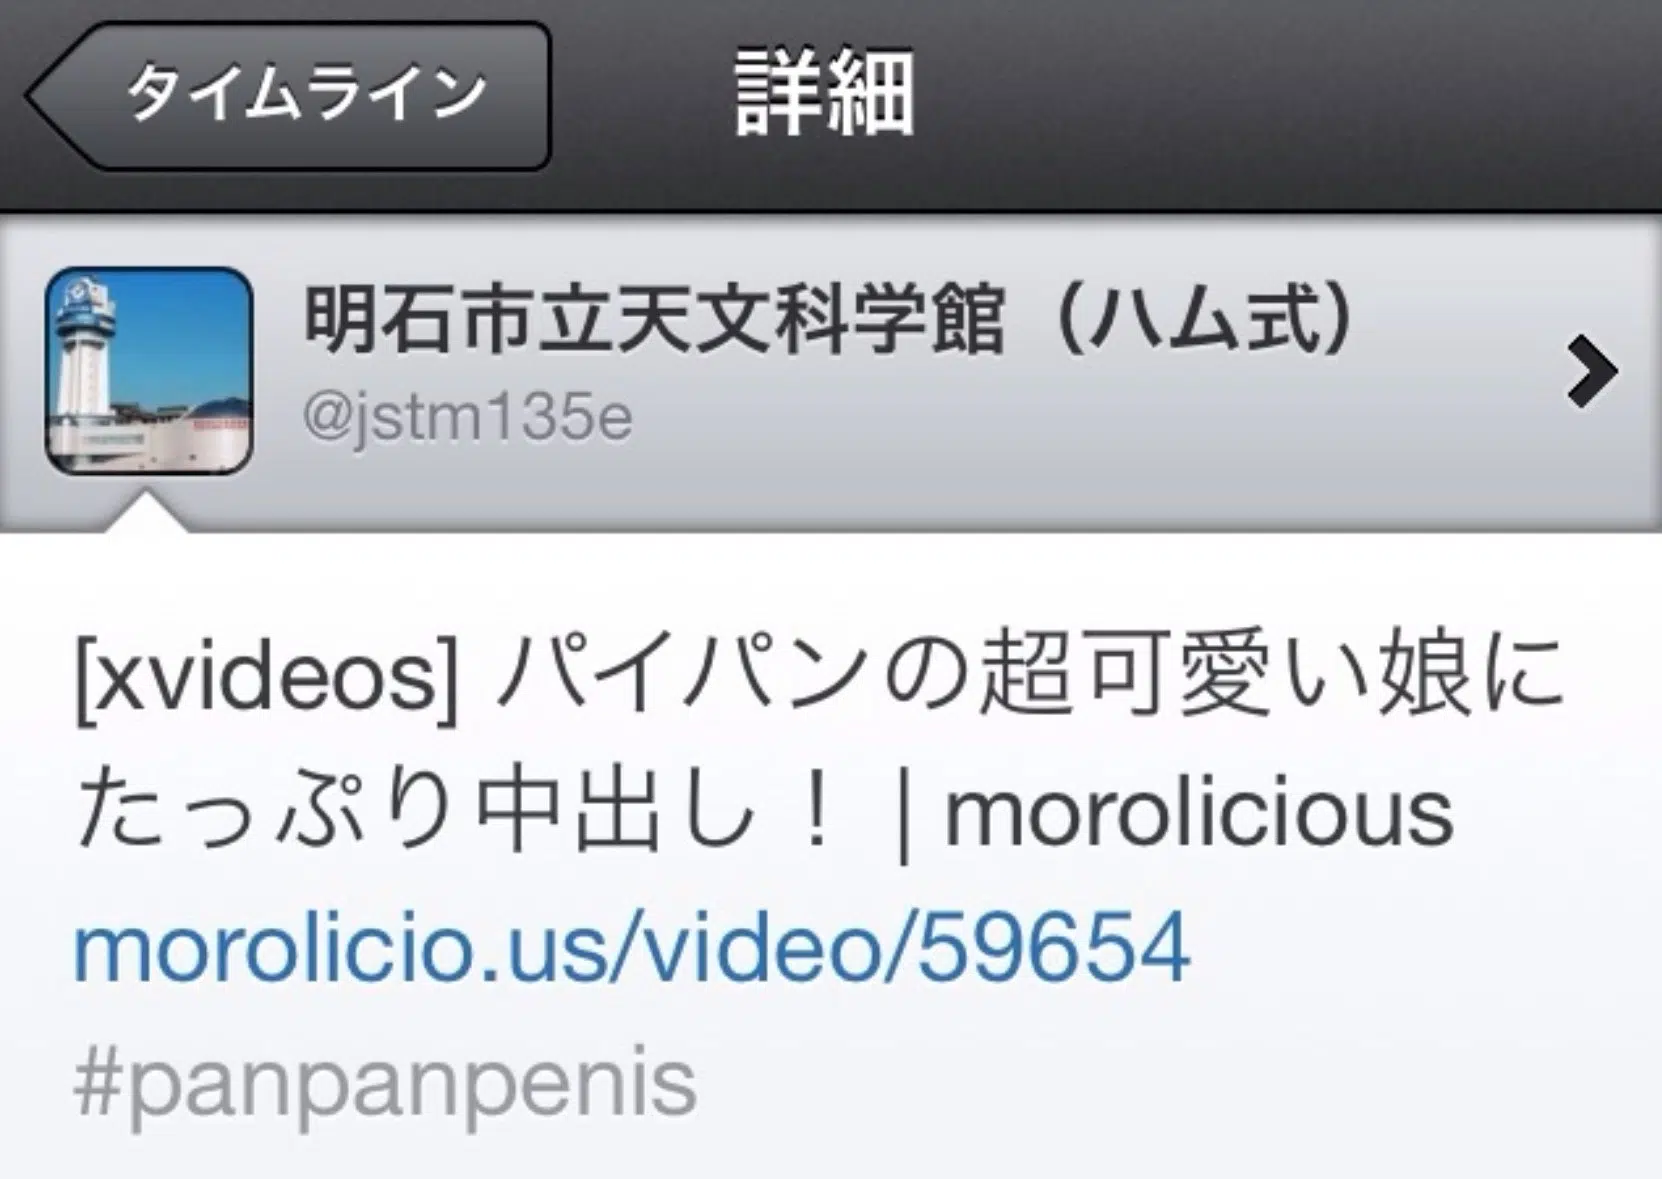 タイムライン
詳細
明石市立天文科学館（ハム式）
@jstm135e
[xvideos] パイパンの超可愛い娘に
たっぷり中出し！ | morolicious
morolicio.us/video/59654
#panpanpenis